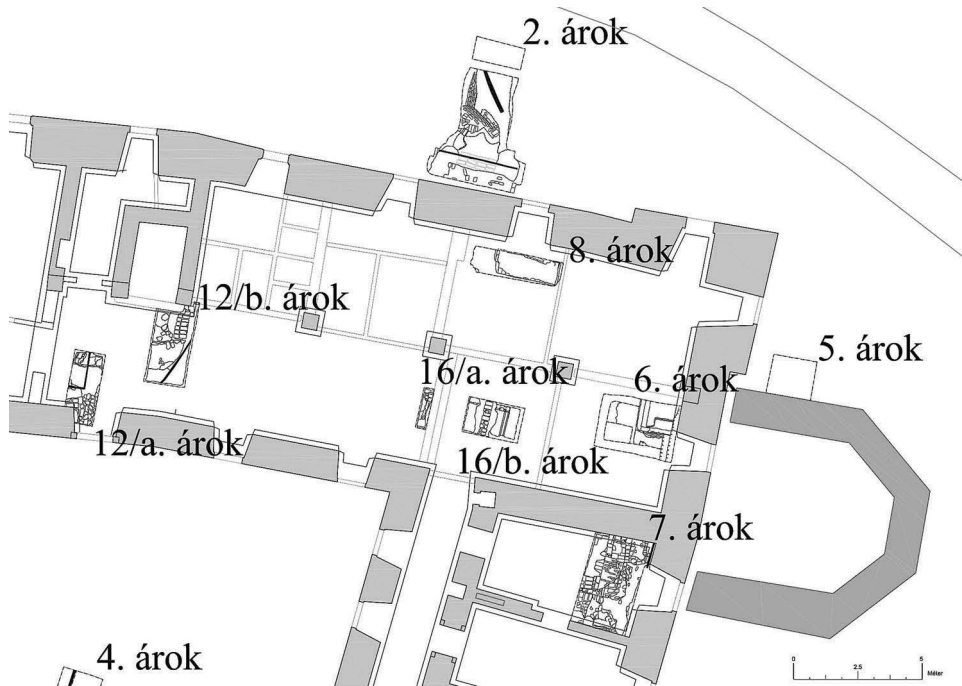 2. árok
8. árok
12/b. árok
5. árok
16/a. árok
6. árok
12/a. árok
16/b. árok
7. árok
4. árok
0 2.5 5
Méter